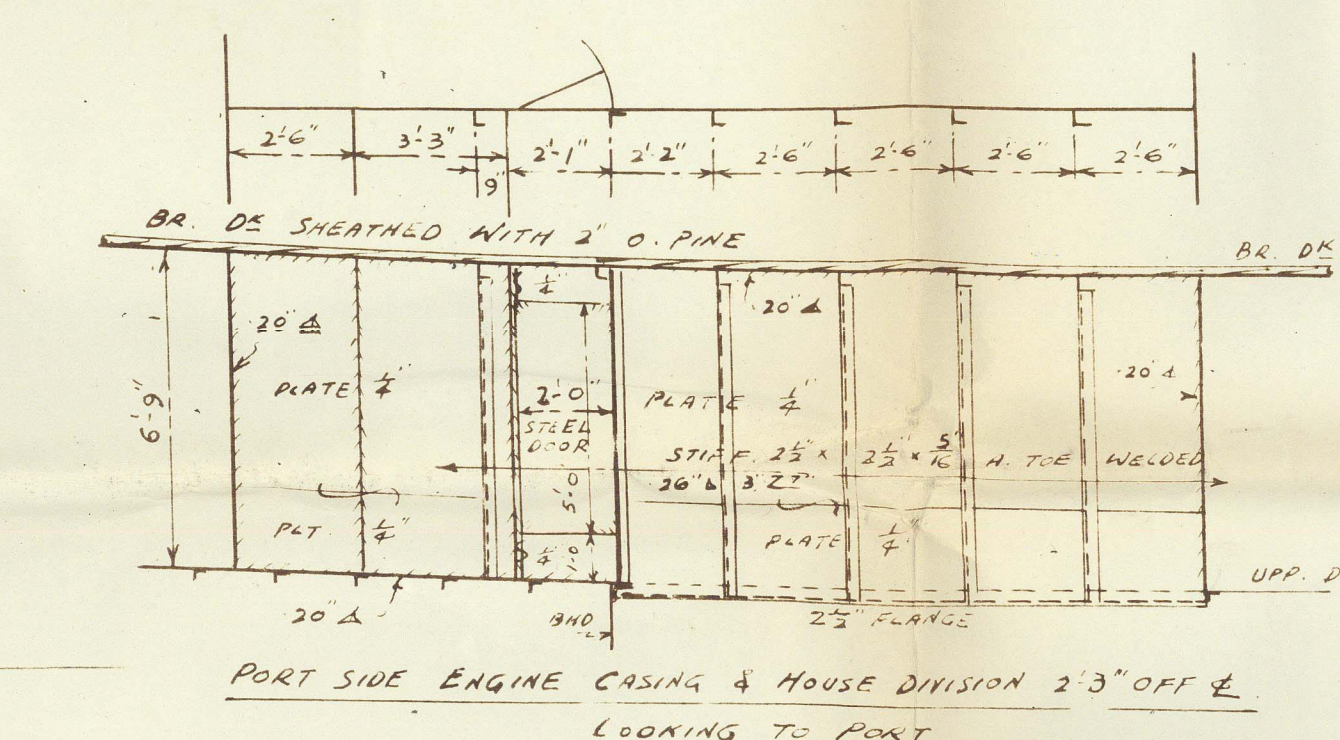 2'-6" 3'-3" 9" 2'-1" 2'-2" 2'-6" 2'-6" 2'-6" 2'-6"
BR. DK SHEATHED WITH 2" O. PINE
BR. DK
1/4"
20"
20"
6'-9"
PLATE 1/4"
2'-0"
STEEL
DOOR
PLATE 1/4"
20"
STIFF. 2 1/2" x 2 1/2" x 5/16" A. TOE WELDED
26" 3"
5'-0"
PLT. 1/4"
1/4"
1'-0"
PLATE 1/4"
UPP. D
20"
BHD
2 1/2" FLANGE
PORT SIDE ENGINE CASING & HOUSE DIVISION 2'-3" OFF ℄
LOOKING TO PORT